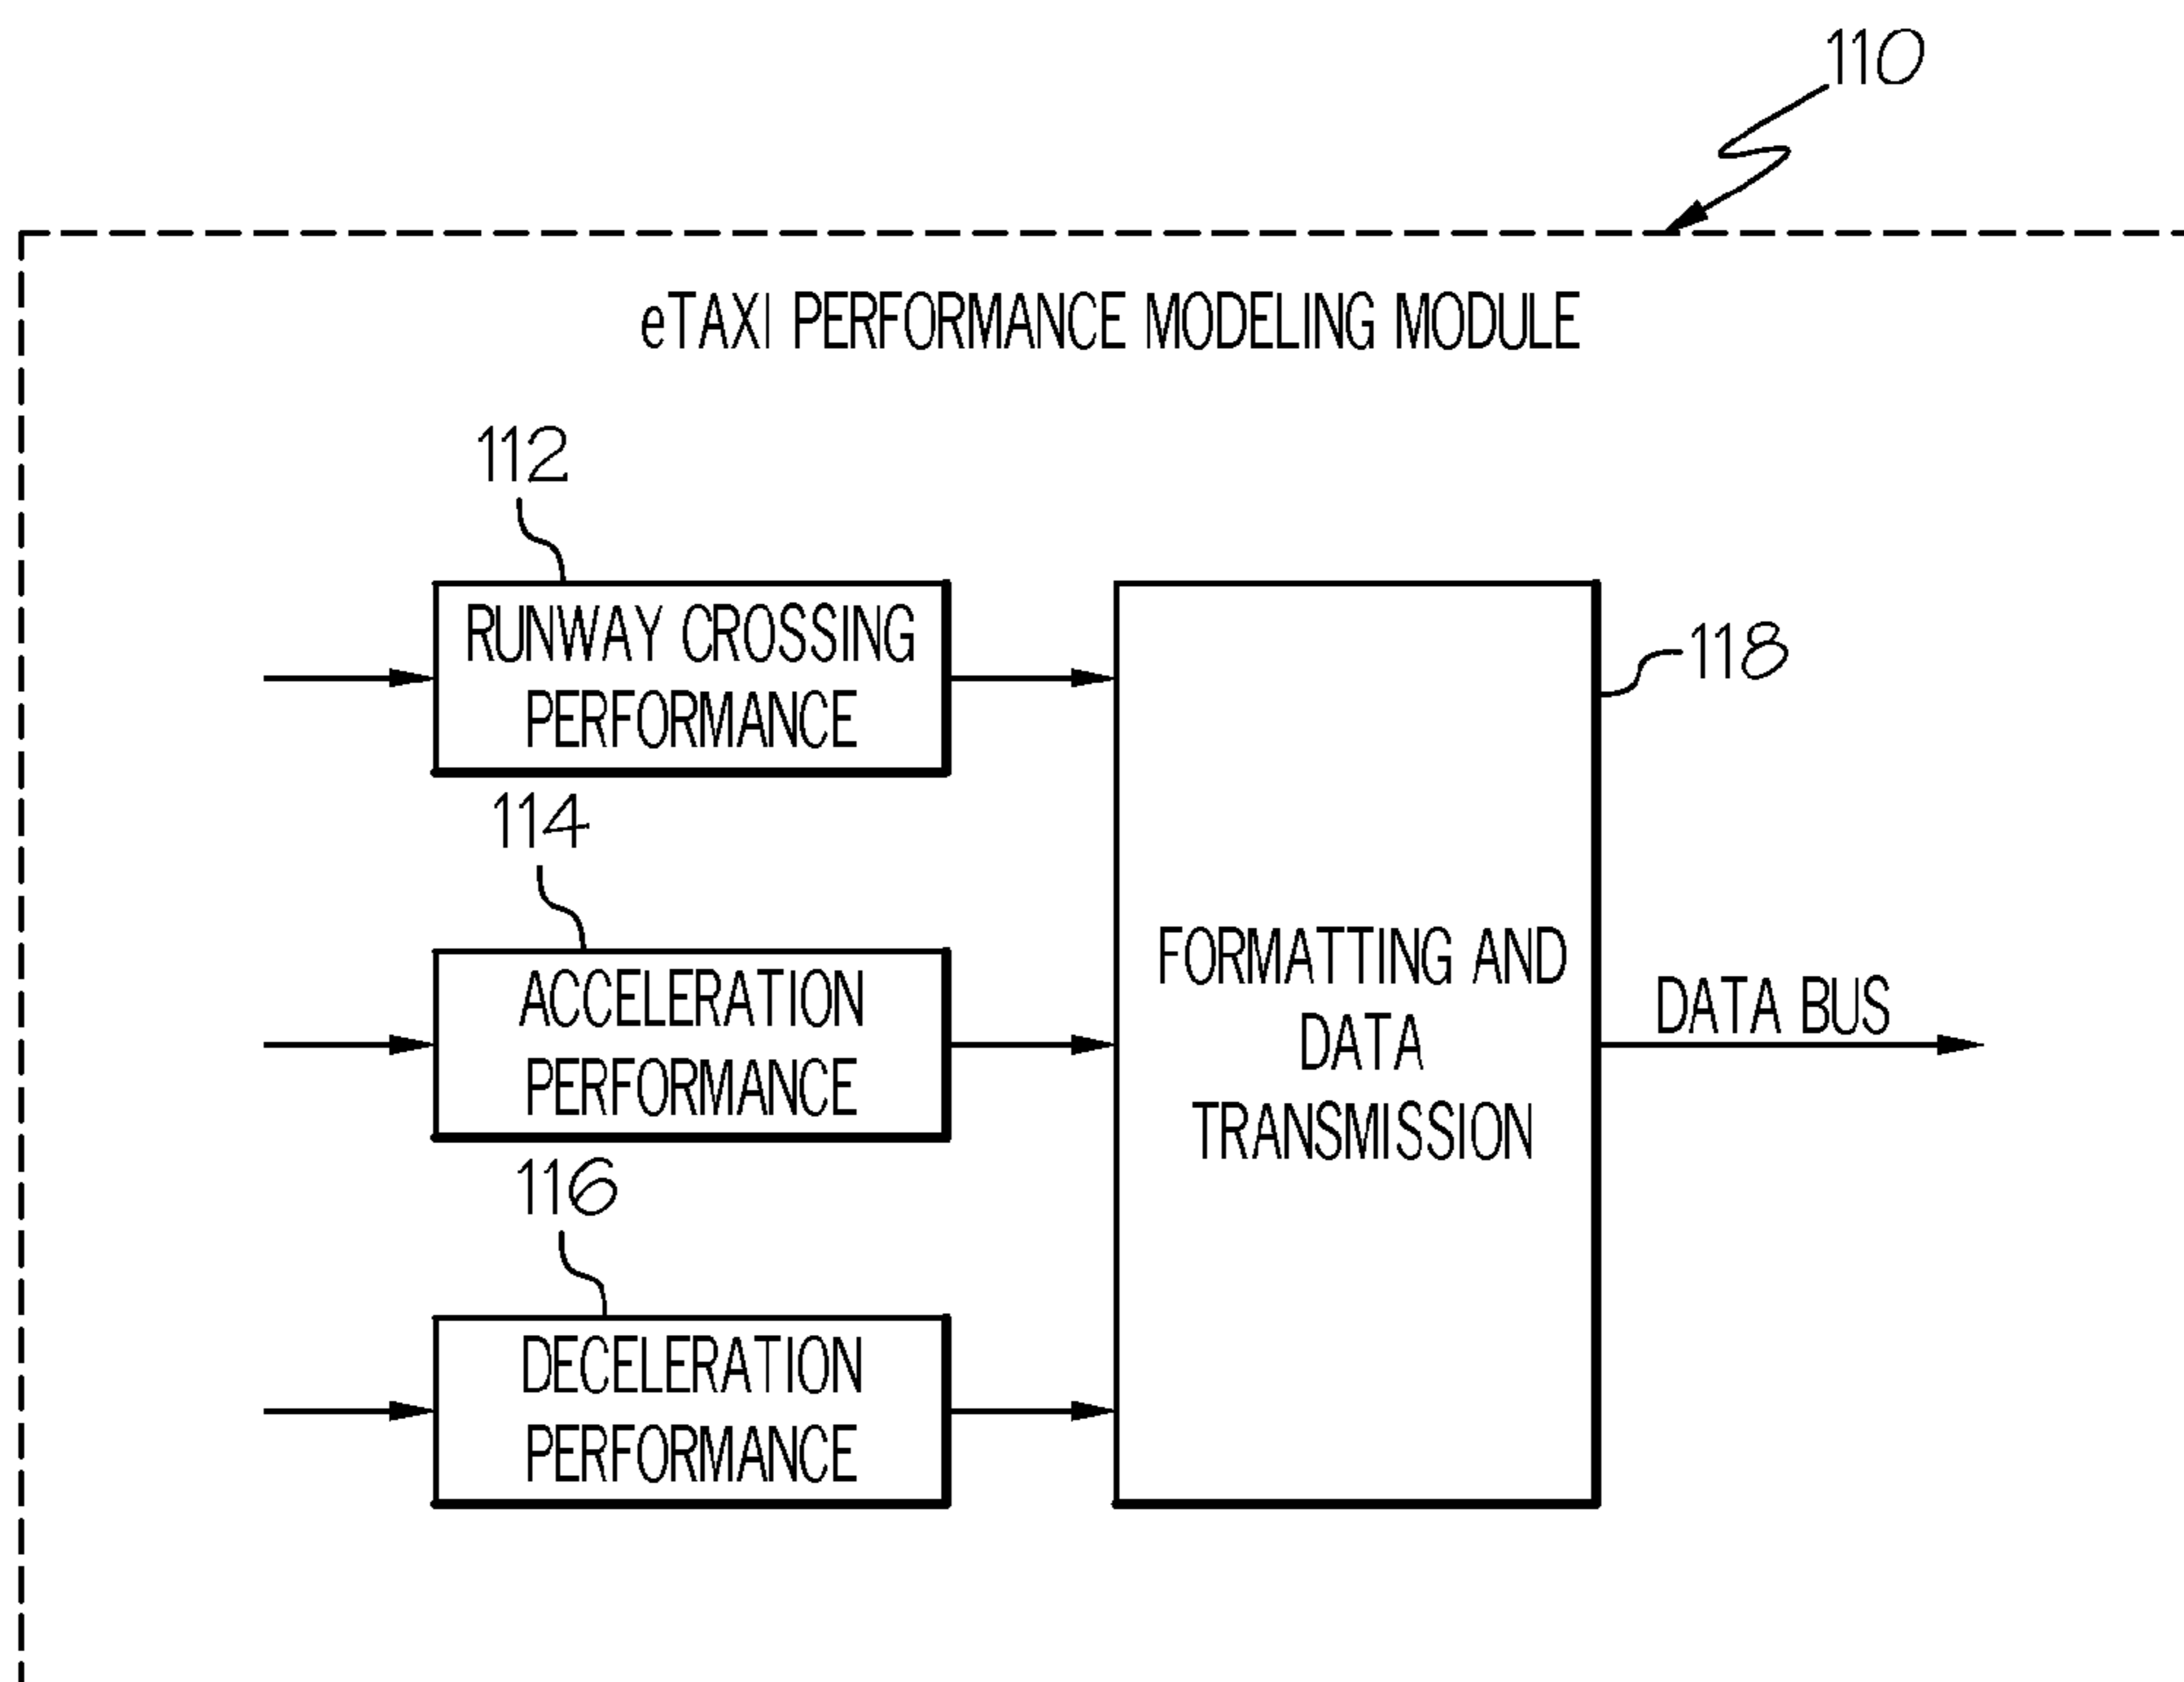 110
eTAXI PERFORMANCE MODELING MODULE
112
RUNWAY CROSSING
PERFORMANCE
118
114
ACCELERATION
PERFORMANCE
FORMATTING AND
DATA
TRANSMISSION
DATA BUS
116
DECELERATION
PERFORMANCE